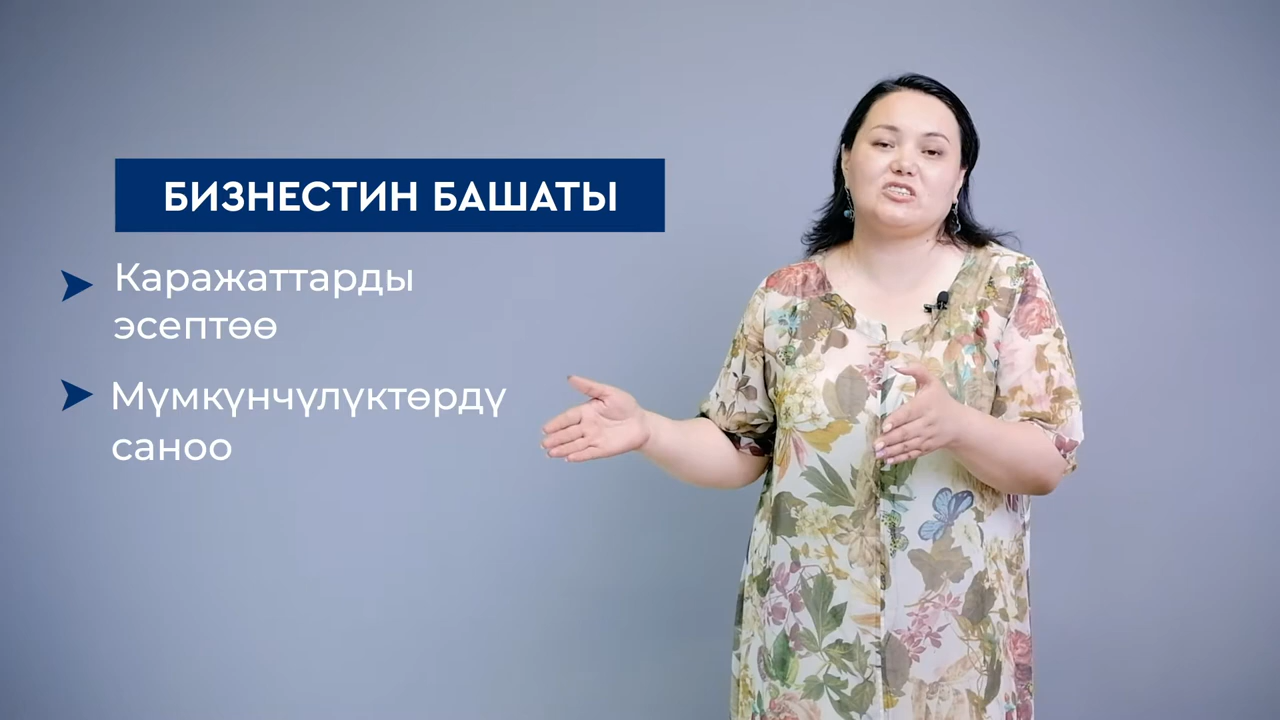 БИЗНЕСТИН БАШАТЫ
Каражаттарды
эсептөө
Мүмкүнчүлүктөрдү
саноо